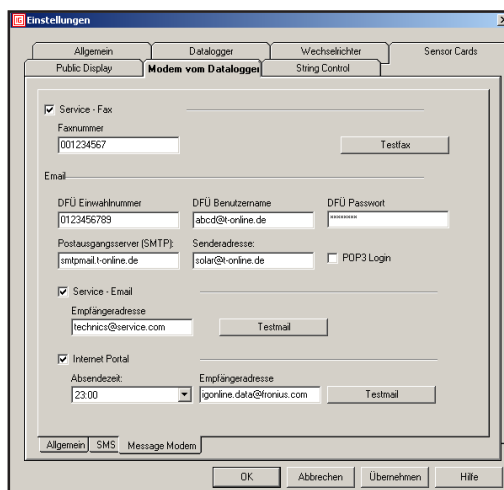 IG Einstellungen
Allgemein Datalogger Wechselrichter Sensor Cards
Public Display Modem vom Datalogger String Control
Service - Fax
Faxnummer
001234567 Testfax
Email
DFÜ Einwahlnummer DFÜ Benutzername DFÜ Passwort
0123456789 abcd@t-online.de ********
Postausgangsserver (SMTP): Senderadresse:
smtpmail.t-online.de solar@t-online.de POP3 Login
Service - Email
Empfängeradresse
technics@service.com Testmail
Internet Portal
Absendezeit: Empfängeradresse
23:00 igonline.data@fronius.com Testmail
Allgemein SMS Message Modem
OK Abbrechen Übernehmen Hilfe